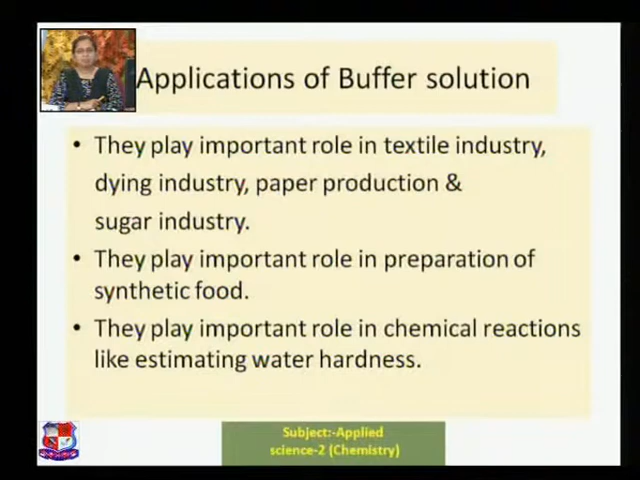 Applications of Buffer solution
• They play important role in textile industry,
dying industry, paper production &
sugar industry.
• They play important role in preparation of
synthetic food.
• They play important role in chemical reactions
like estimating water hardness.
Subject:-Applied
science-2 (Chemistry)